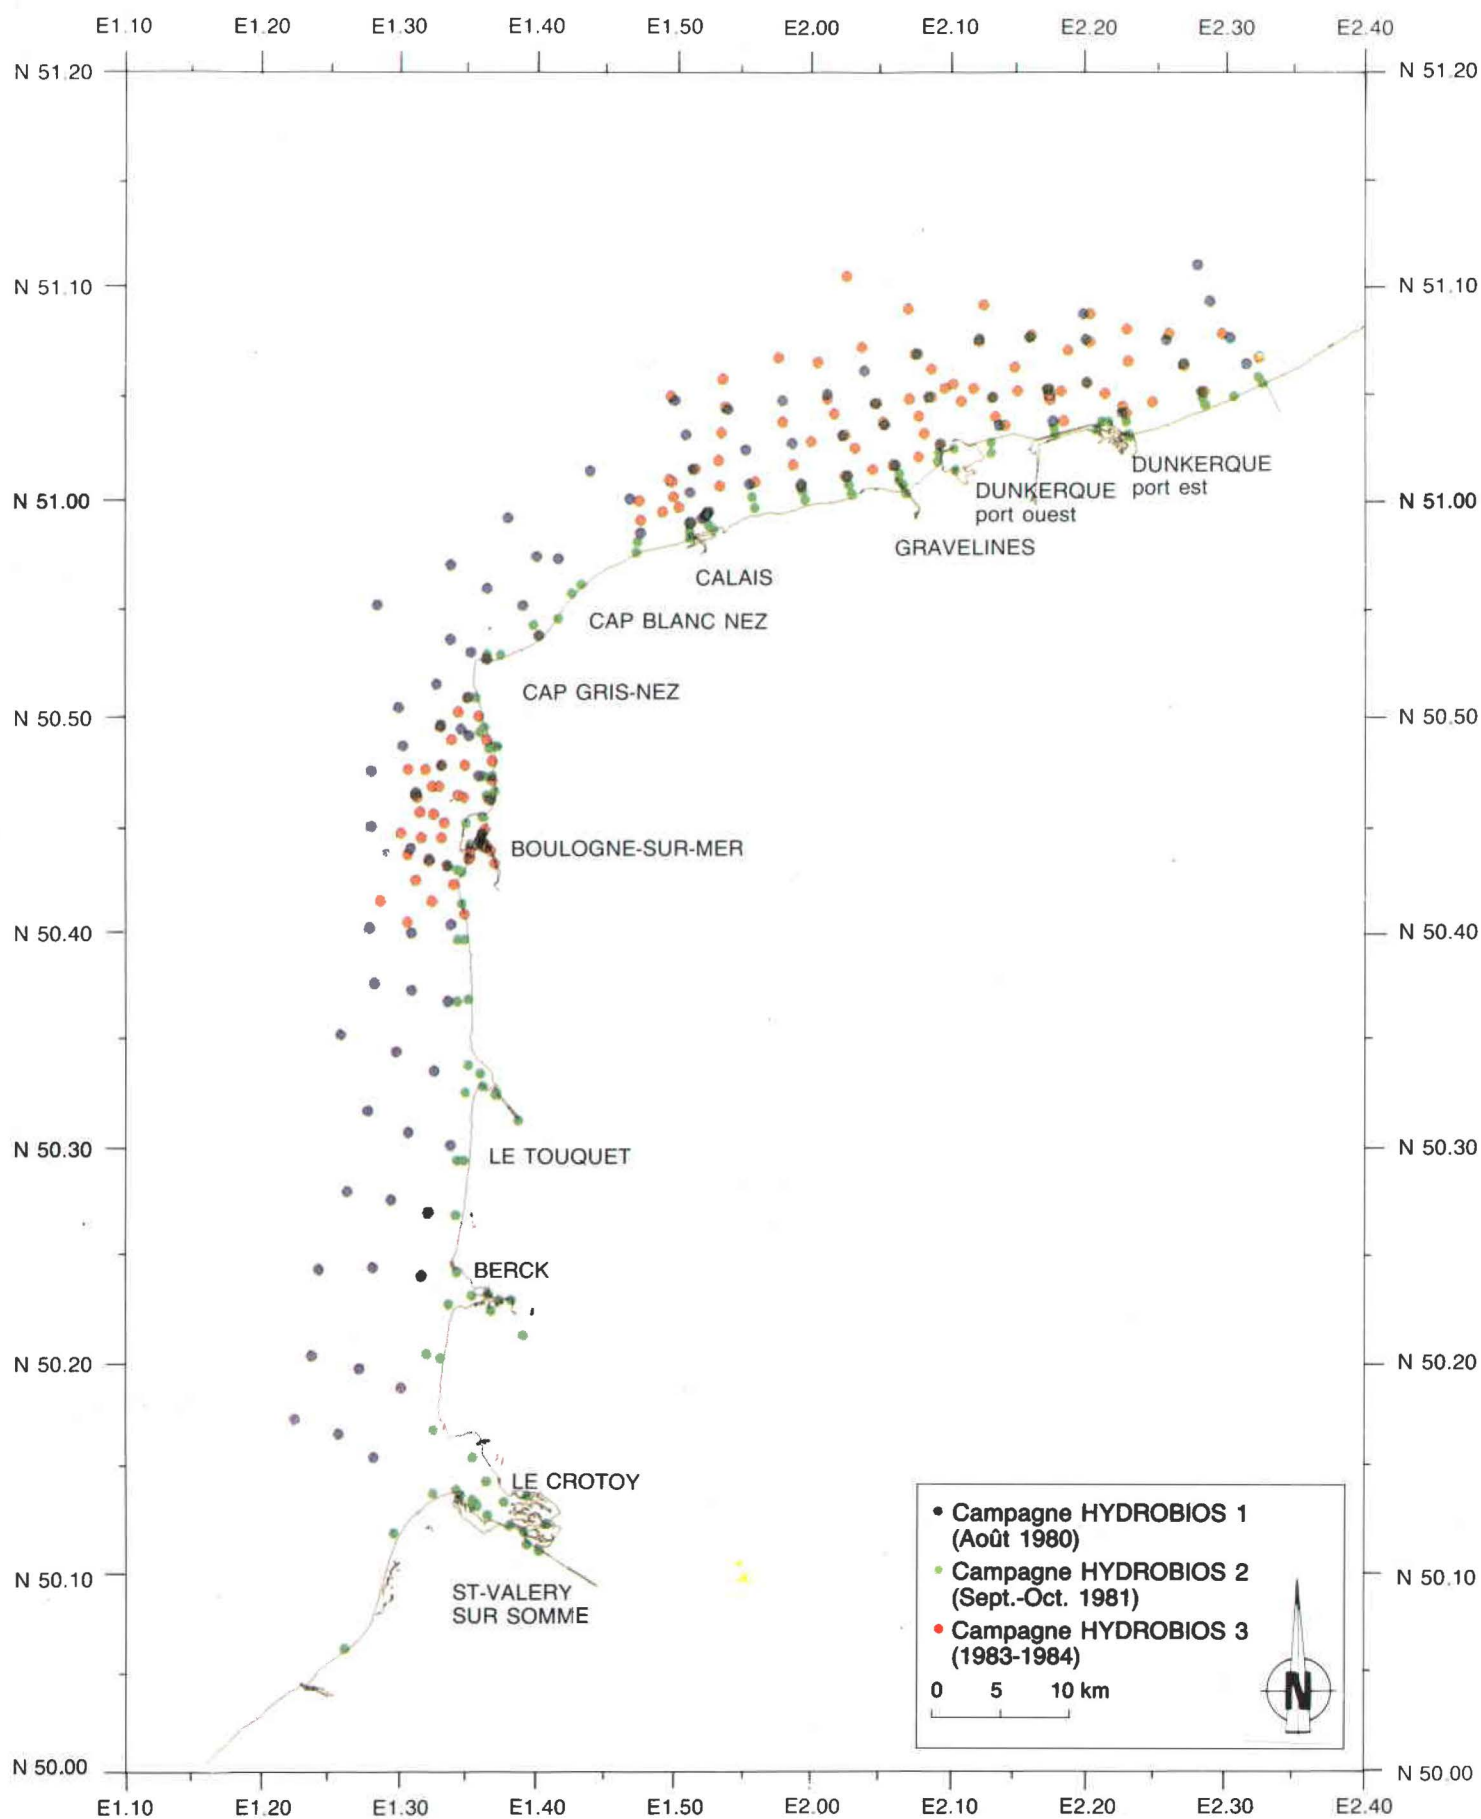 E1.10 E1.20 E1.30 E1.40 E1.50 E2.00 E2.10 E2.20 E2.30 E2.40
N 51.20 N 51.20
N 51.10 N 51.10
N 51.00 N 51.00
DUNKERQUE
port est
DUNKERQUE
port ouest
GRAVELINES
CALAIS
CAP BLANC NEZ
CAP GRIS-NEZ
N 50.50 N 50.50
BOULOGNE-SUR-MER
N 50.40 N 50.40
N 50.30 N 50.30
LE TOUQUET
BERCK
N 50.20 N 50.20
LE CROTOY
N 50.10 N 50.10
ST-VALERY
SUR SOMME
Campagne HYDROBIOS 1
(Août 1980)
Campagne HYDROBIOS 2
(Sept.-Oct. 1981)
Campagne HYDROBIOS 3
(1983-1984)
0 5 10 km
N
N 50.00 N 50.00
E1.10 E1.20 E1.30 E1.40 E1.50 E2.00 E2.10 E2.20 E2.30 E2.40